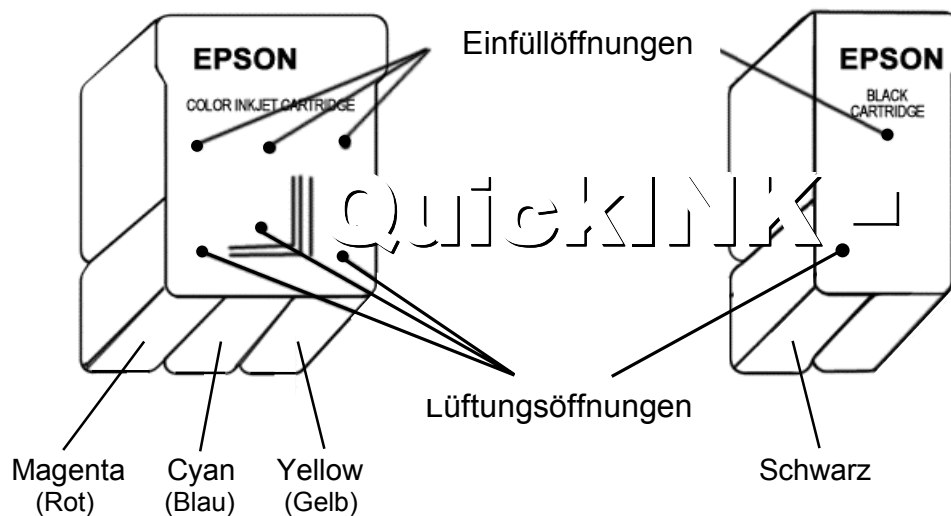 Einfüllöffnungen
EPSON
COLOR INKJET CARTRIDGE
EPSON
BLACK
CARTRIDGE
QuickINK
Lüftungsöffnungen
Magenta
(Rot)
Cyan
(Blau)
Yellow
(Gelb)
Schwarz